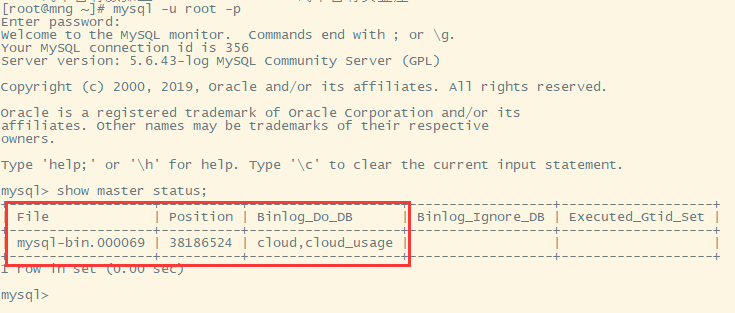 [root@mng ~]# mysql -u root -p
Enter password:
Welcome to the MySQL monitor.  Commands end with ; or \g.
Your MySQL connection id is 356
Server version: 5.6.43-log MySQL Community Server (GPL)
Copyright (c) 2000, 2019, Oracle and/or its affiliates. All rights reserved.
Oracle is a registered trademark of Oracle Corporation and/or its
affiliates. Other names may be trademarks of their respective
owners.
Type 'help;' or '\h' for help. Type '\c' to clear the current input statement.
mysql> show master status;
| File | Position | Binlog_Do_DB | Binlog_Ignore_DB | Executed_Gtid_Set |
| mysql-bin.000069 | 38186524 | cloud,cloud_usage | | |
1 row in set (0.00 sec)
mysql>